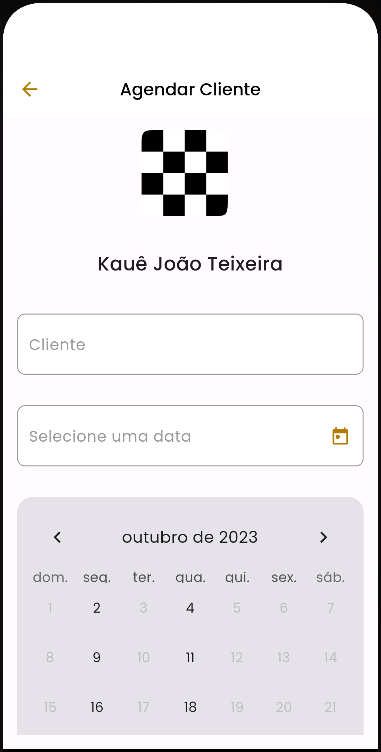 Agendar Cliente
Kauê João Teixeira
Cliente
Selecione uma data
outubro de 2023
dom. seg. ter. qua. qui. sex. sáb.
1 2 3 4 5 6 7
8 9 10 11 12 13 14
15 16 17 18 19 20 21